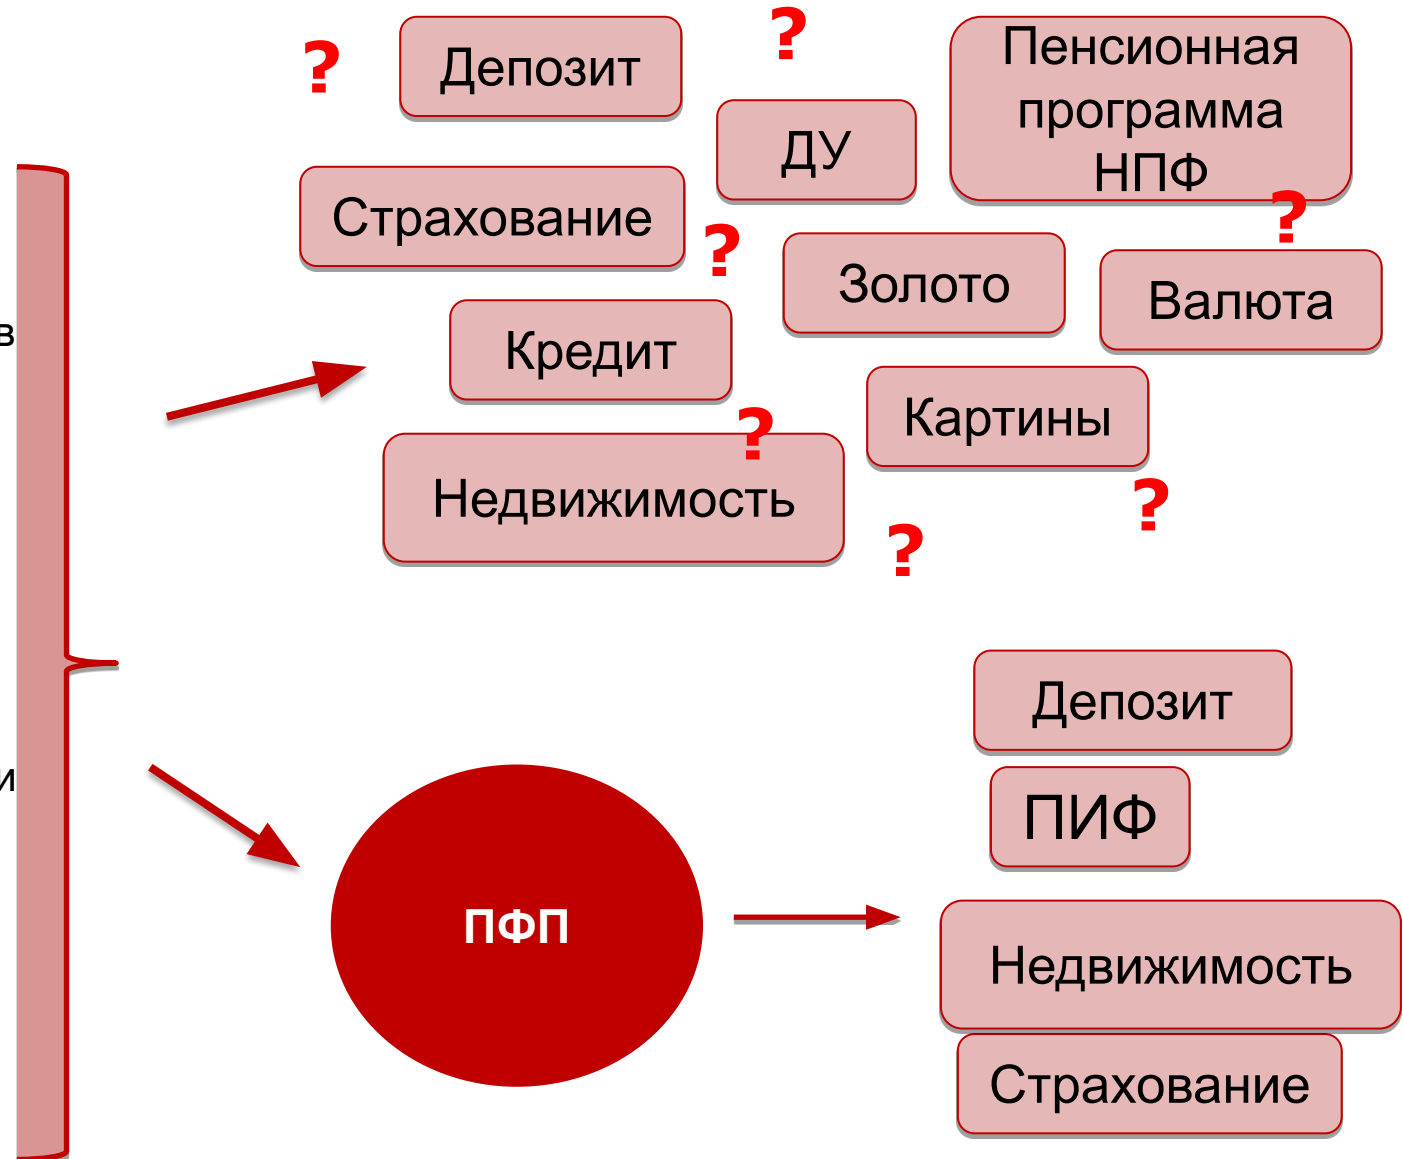 ?
Депозит
?
Пенсионная
программа
НПФ
ДУ
Страхование
?
?
Золото
Валюта
в
Кредит
Картины
?
Недвижимость
?
?
Депозит
и
ПИФ
ПФП
Недвижимость
Страхование